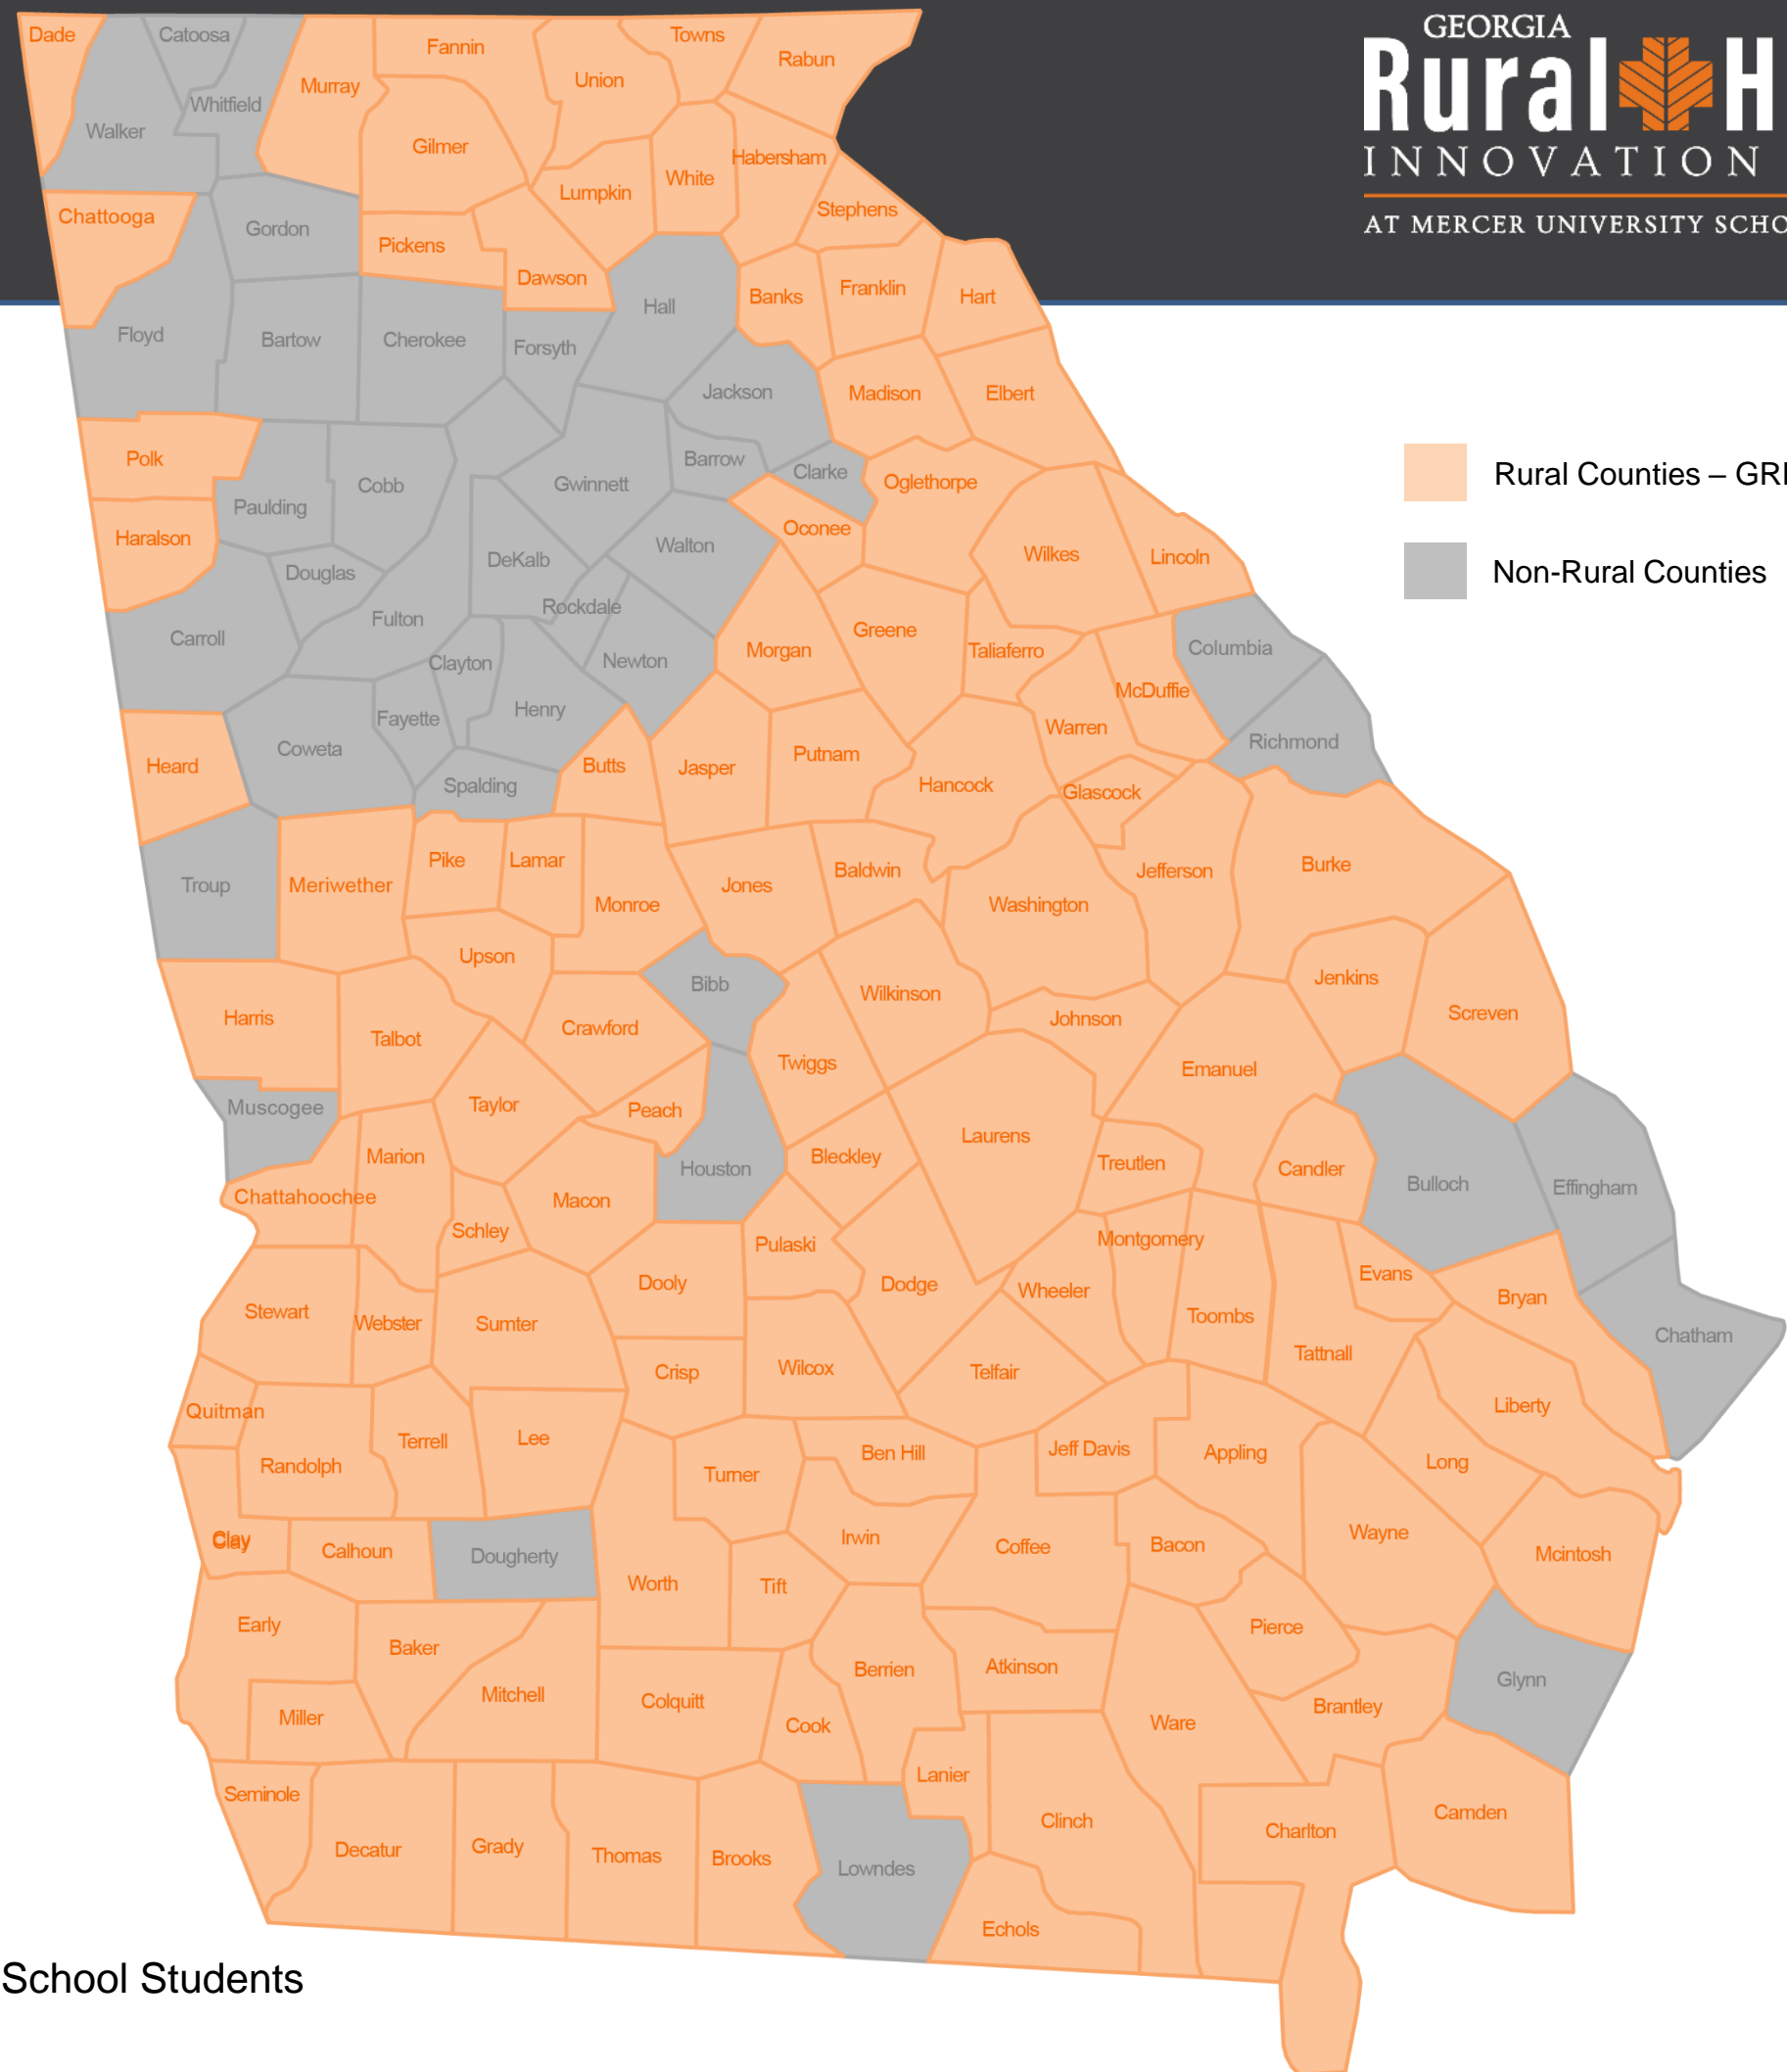 GEORGIA
Rural H
INNOVATION
AT MERCER UNIVERSITY SCHO
Dade
Catoosa
Fannin
Towns
Rabun
Union
Murray
Whitfield
Walker
Gilmer
Habersham
White
Lumpkin
Stephens
Chattooga
Gordon
Pickens
Dawson
Banks
Franklin
Hart
Hall
Floyd
Bartow
Cherokee
Forsyth
Jackson
Madison
Elbert
Polk
Cobb
Gwinnett
Barrow
Clarke
Oglethorpe
Rural Counties – GRI
Paulding
Haralson
Oconee
Walton
DeKalb
Wilkes
Lincoln
Douglas
Non-Rural Counties
Rockdale
Fulton
Carroll
Greene
Columbia
Morgan
Taliaferro
Clayton
Newton
McDuffie
Fayette
Henry
Warren
Richmond
Coweta
Heard
Butts
Jasper
Putnam
Spalding
Hancock
Glascock
Troup
Meriwether
Pike
Lamar
Jones
Baldwin
Jefferson
Burke
Monroe
Washington
Upson
Bibb
Wilkinson
Jenkins
Harris
Talbot
Crawford
Johnson
Screven
Twiggs
Emanuel
Muscogee
Taylor
Peach
Laurens
Marion
Houston
Bleckley
Treutlen
Candler
Bulloch
Effingham
Chattahoochee
Macon
Schley
Pulaski
Montgomery
Dooly
Dodge
Wheeler
Evans
Bryan
Stewart
Webster
Sumter
Toombs
Chatham
Crisp
Wilcox
Telfair
Tattnall
Quitman
Liberty
Terrell
Lee
Randolph
Turner
Ben Hill
Jeff Davis
Appling
Long
Clay
Clay
Calhoun
Dougherty
Irwin
Coffee
Bacon
Wayne
Mcintosh
Worth
Tift
Early
Baker
Pierce
Berrien
Atkinson
Mitchell
Colquitt
Glynn
Miller
Cook
Ware
Brantley
Seminole
Lanier
Clinch
Charlton
Camden
Decatur
Grady
Thomas
Brooks
Lowndes
Echols
School Students